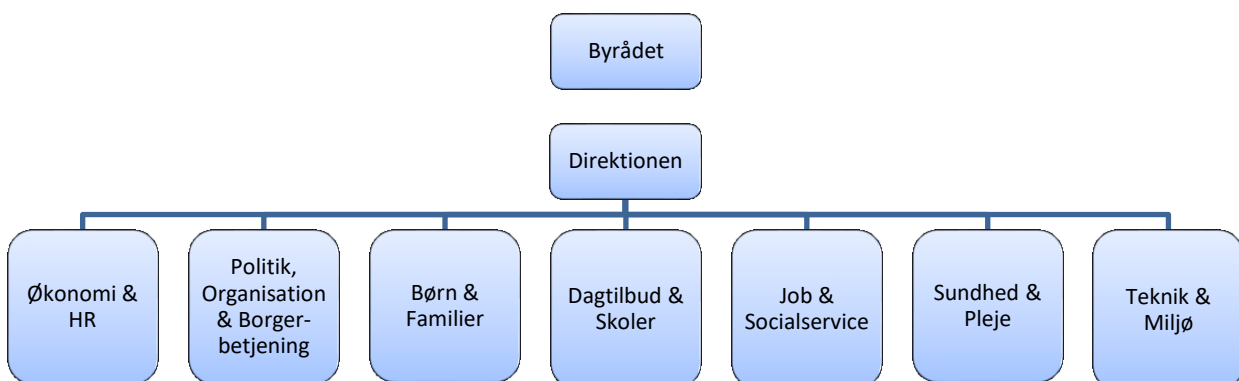 Byrådet
Direktionen
Økonomi &
HR
Politik,
Organisation
& Borger-
betjening
Børn &
Familier
Dagtilbud &
Skoler
Job &
Socialservice
Sundhed &
Pleje
Teknik &
Miljø